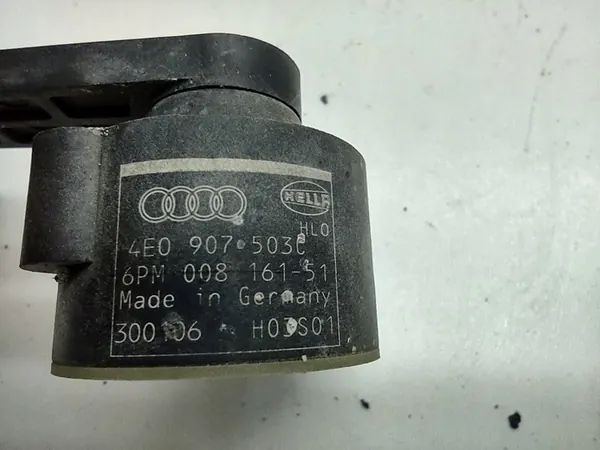 HELLA
HLO
4E0 907 503C
6PM 008 161-51
Made in Germany
300106 H03S01